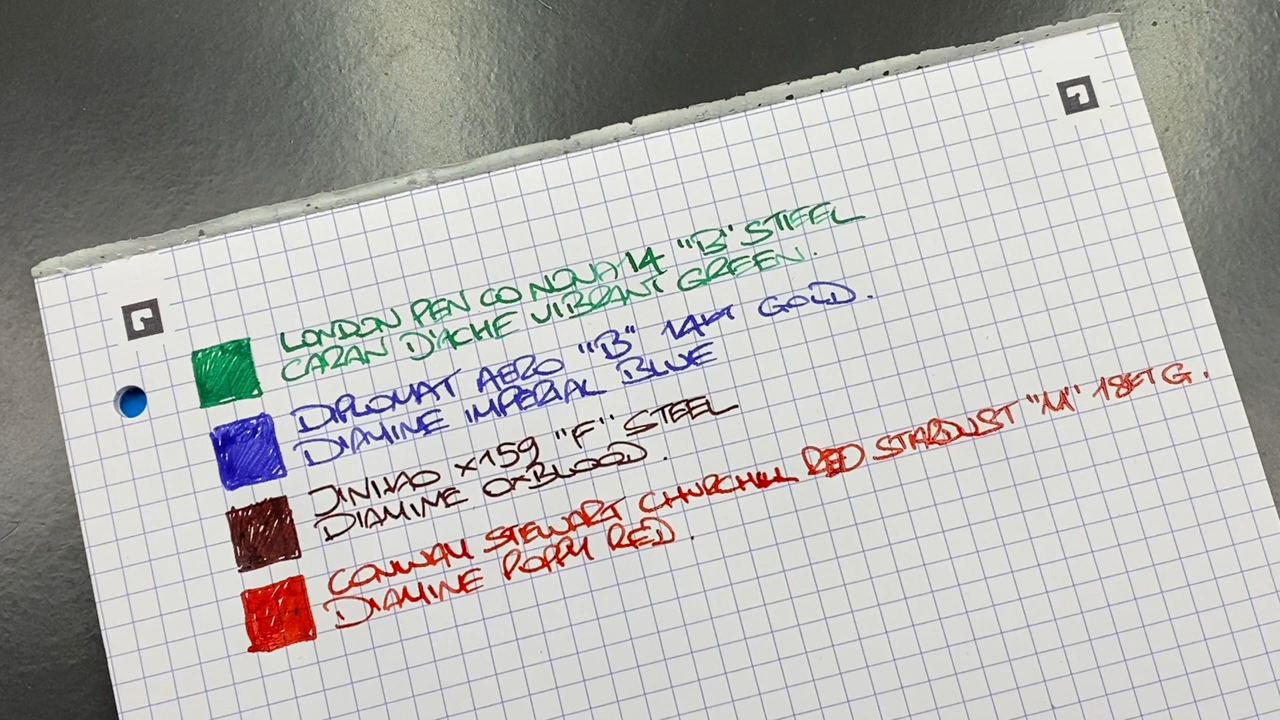 LONDON PEN CO NONA 14 "B" STEEL
CARAN D'ACHE VIBRANT GREEN.
DIPLOMAT AERO "B" 14KT GOLD.
DIAMINE IMPERIAL BLUE
JINHAO X159 "F" STEEL
DIAMINE OXBLOOD.
CONWAY STEWART CHURCHILL RED STARDUST "M" 18KT G.
DIAMINE POPPY RED.